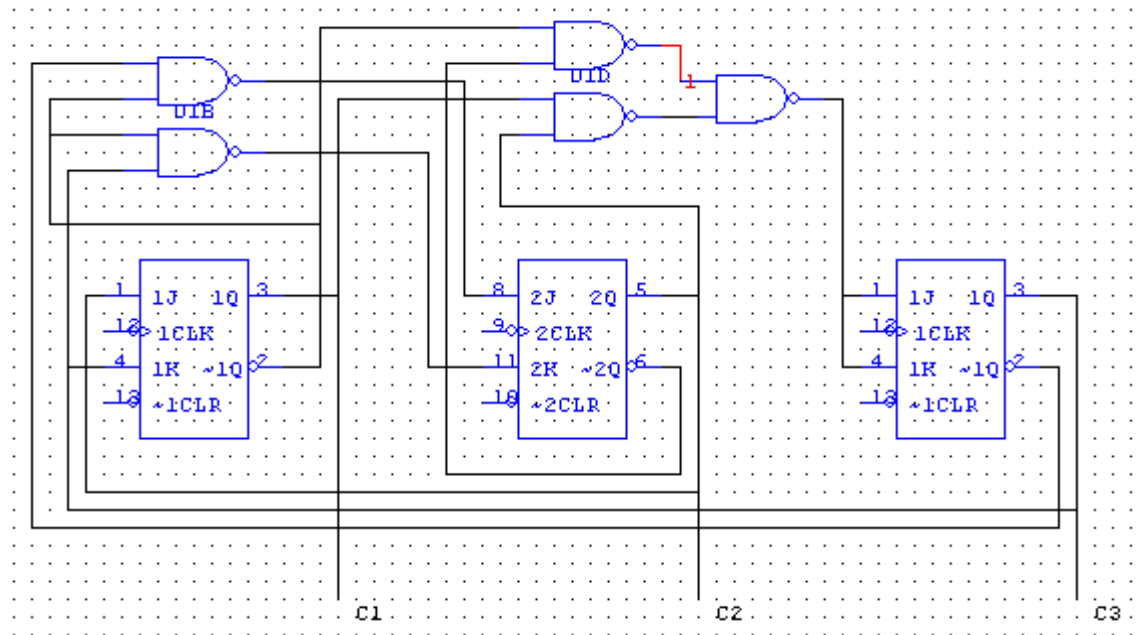 U1D
1
U1B
1 1J 1Q 3
12 1CLK
4 1K ~1Q 2
13 ~1CLR
8 2J 2Q 5
9 2CLK
11 2K ~2Q 6
10 ~2CLR
1 1J 1Q 3
12 1CLK
4 1K ~1Q 2
13 ~1CLR
C1 C2 C3